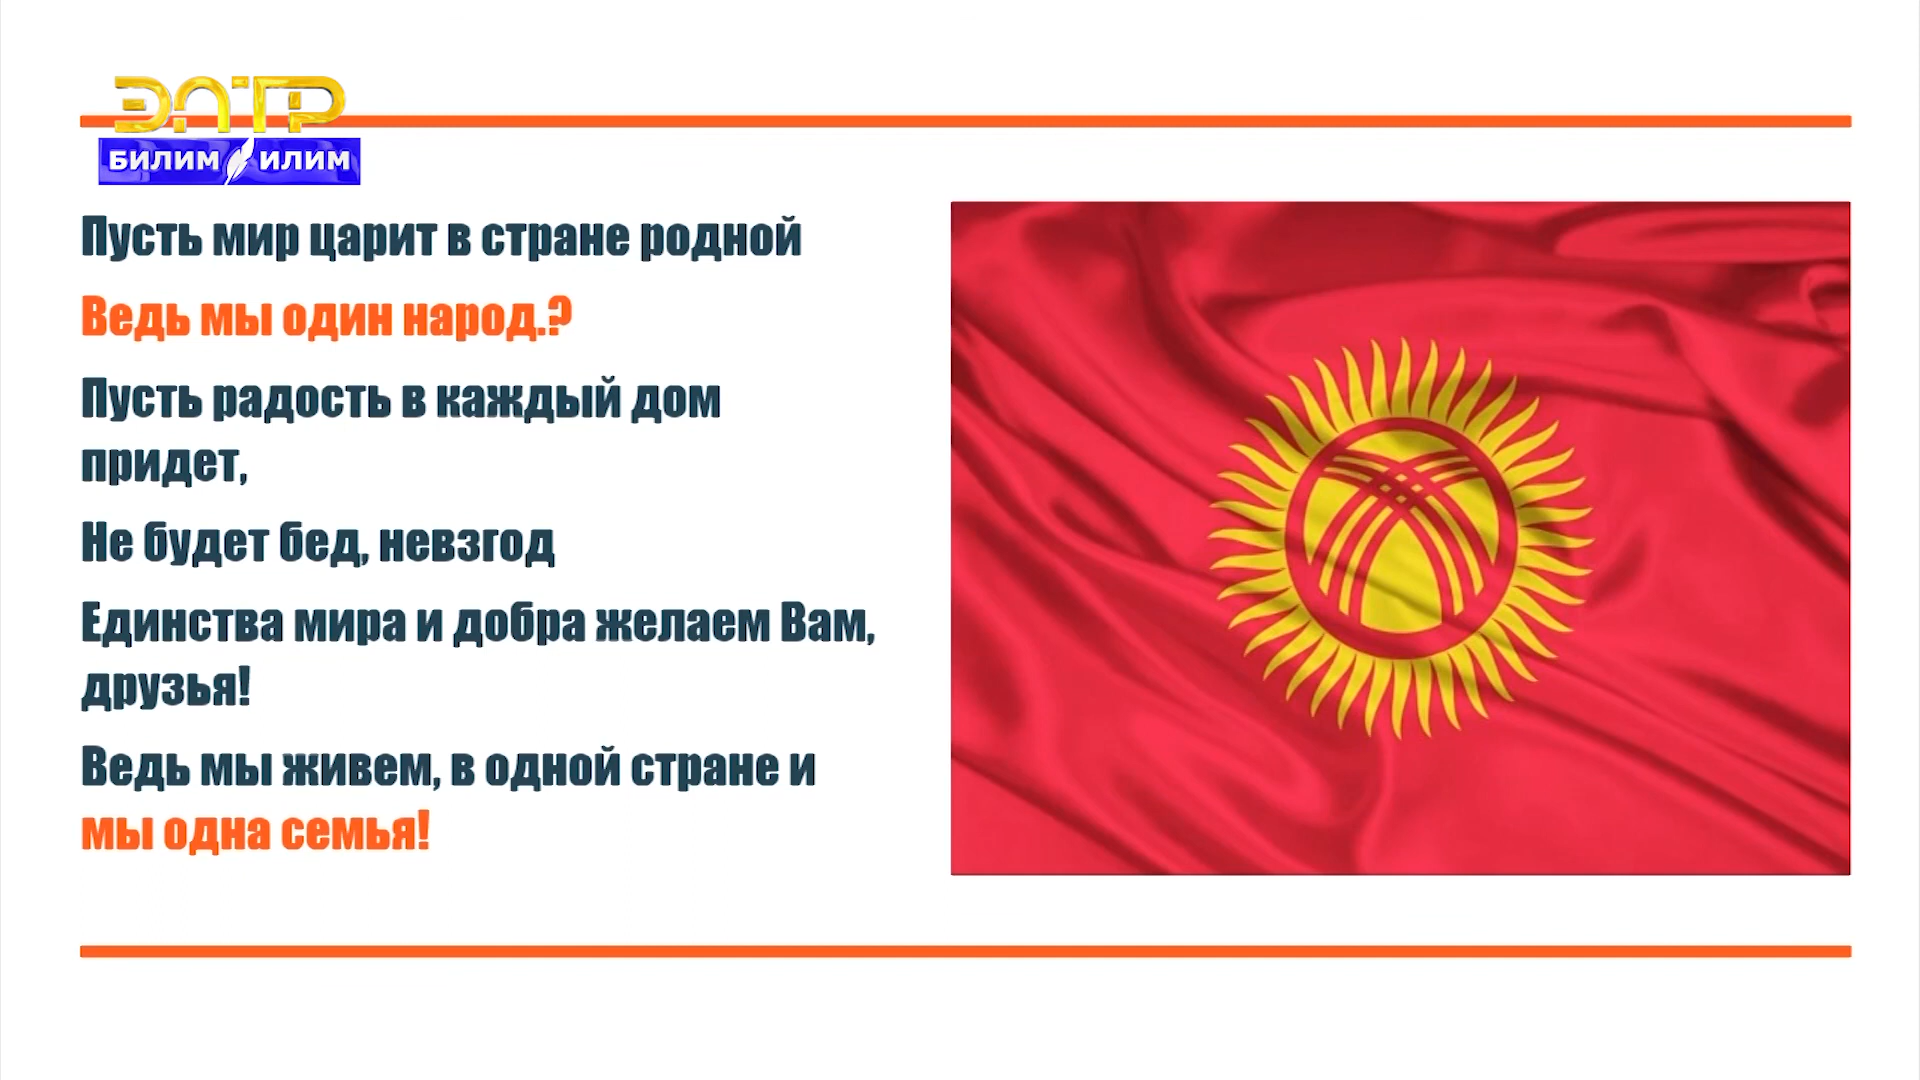 ЭЛТР
БИЛИМ ИЛИМ
Пусть мир царит в стране родной
Ведь мы один народ.?
Пусть радость в каждый дом
придет,
Не будет бед, невзгод
Единства мира и добра желаем Вам,
друзья!
Ведь мы живем, в одной стране и
мы одна семья!